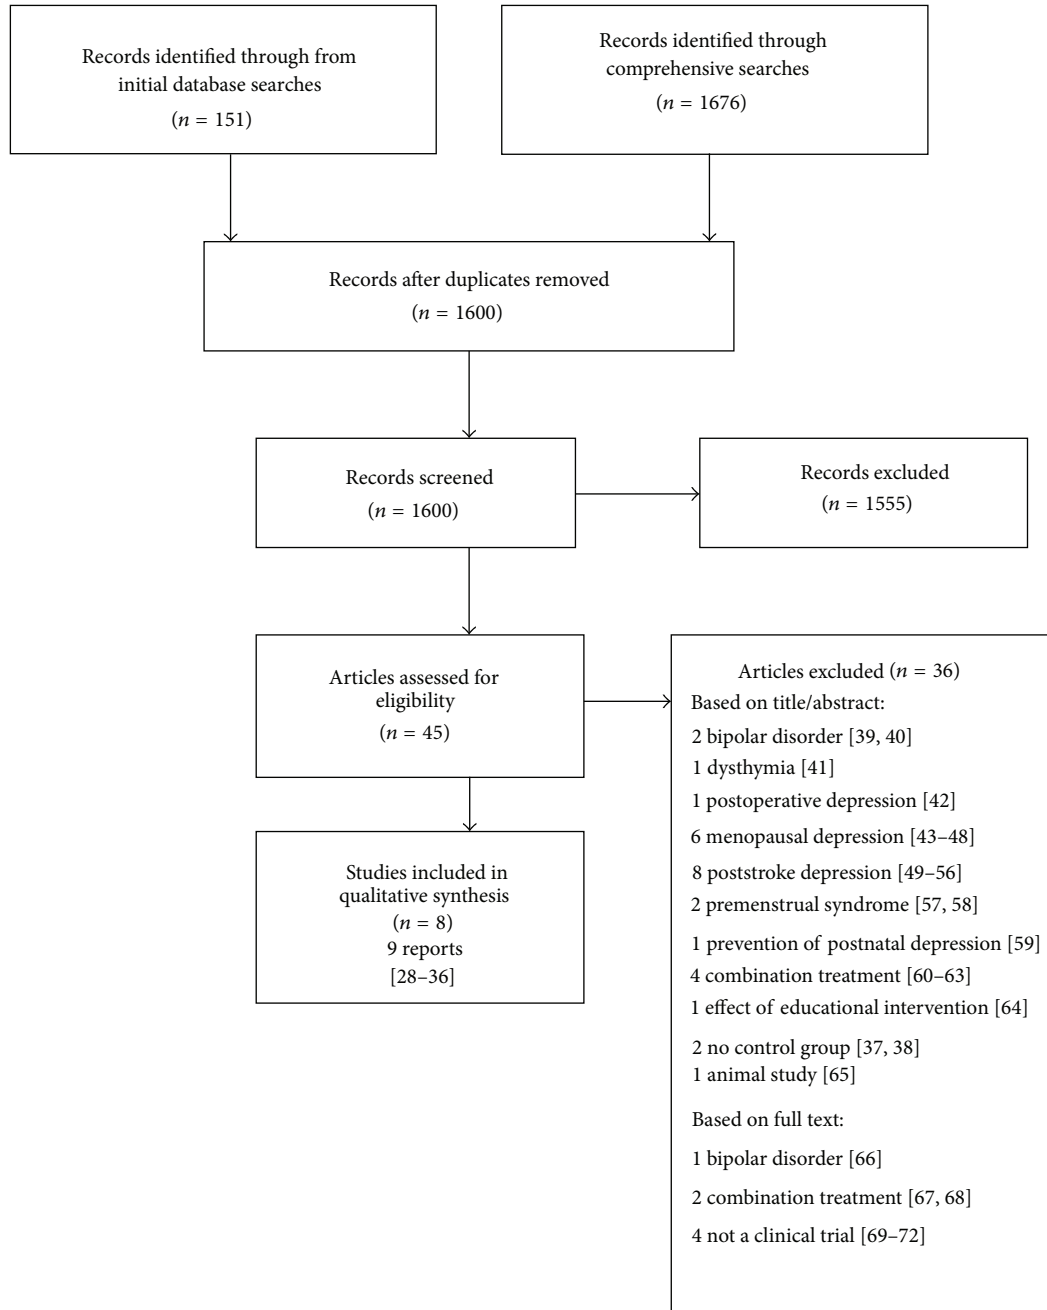 Records identified through from
initial database searches
(n = 151)
Records identified through
comprehensive searches
(n = 1676)
Records after duplicates removed
(n = 1600)
Records screened
(n = 1600)
Records excluded
(n = 1555)
Articles assessed for
eligibility
(n = 45)
Articles excluded (n = 36)
Based on title/abstract:
2 bipolar disorder [39, 40]
1 dysthymia [41]
1 postoperative depression [42]
6 menopausal depression [43–48]
8 poststroke depression [49–56]
2 premenstrual syndrome [57, 58]
1 prevention of postnatal depression [59]
4 combination treatment [60–63]
1 effect of educational intervention [64]
2 no control group [37, 38]
1 animal study [65]
Based on full text:
1 bipolar disorder [66]
2 combination treatment [67, 68]
4 not a clinical trial [69–72]
Studies included in
qualitative synthesis
(n = 8)
9 reports
[28–36]